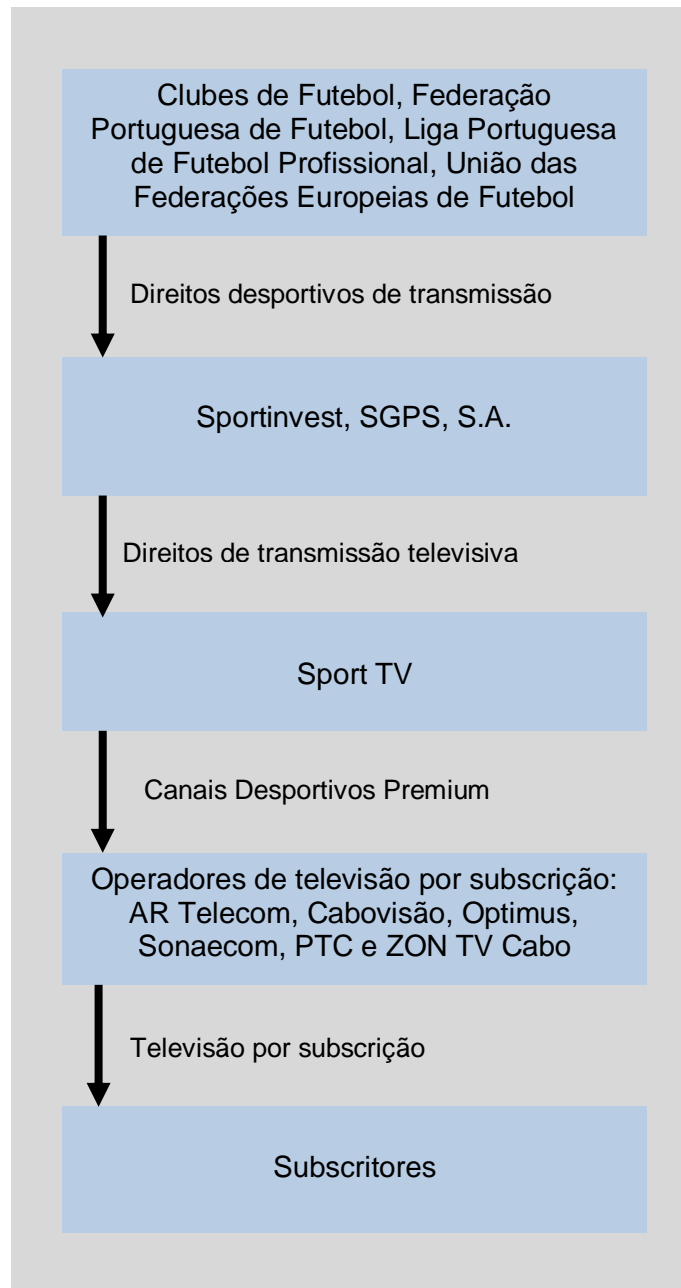 Clubes de Futebol, Federação
Portuguesa de Futebol, Liga Portuguesa
de Futebol Profissional, União das
Federações Europeias de Futebol
Direitos desportivos de transmissão
Sportinvest, SGPS, S.A.
Direitos de transmissão televisiva
Sport TV
Canais Desportivos Premium
Operadores de televisão por subscrição:
AR Telecom, Cabovisão, Optimus,
Sonaecom, PTC e ZON TV Cabo
Televisão por subscrição
Subscritores